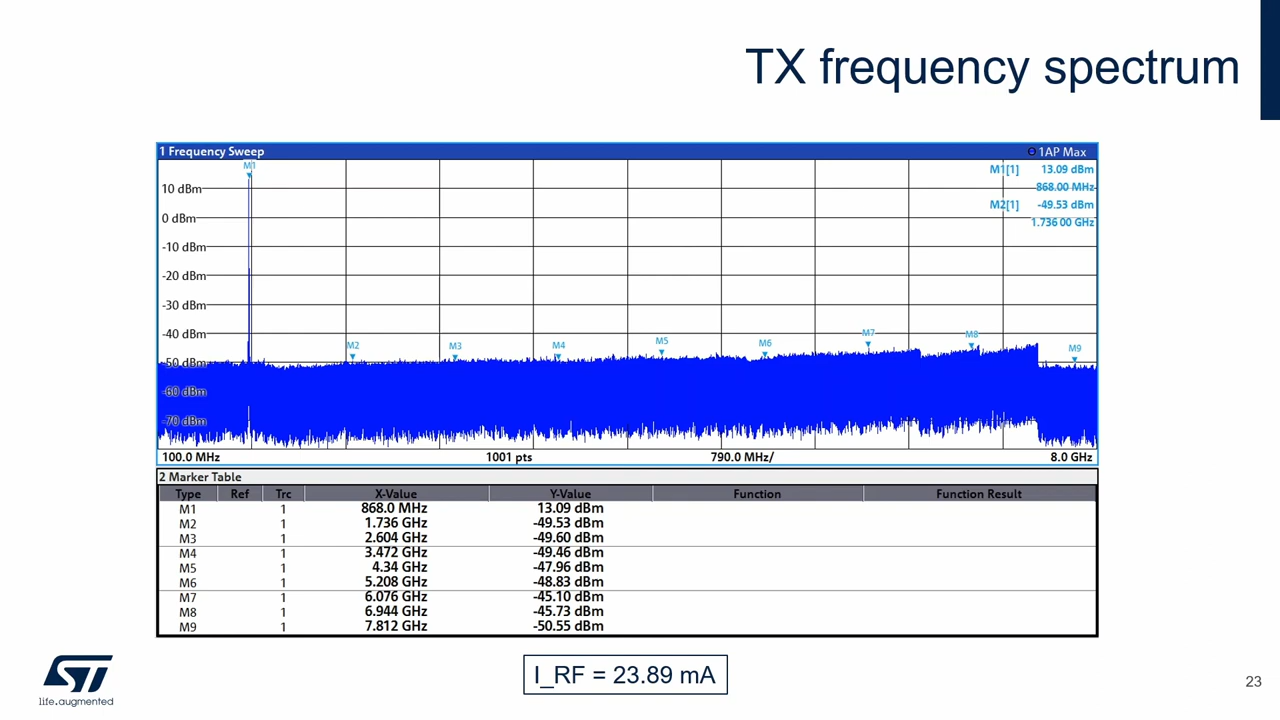 TX frequency spectrum
1 Frequency Sweep
1AP Max
M1
M1[1] 13.09 dBm
868.00 MHz
M2[1] -49.53 dBm
1.736 00 GHz
10 dBm
0 dBm
-10 dBm
-20 dBm
-30 dBm
-40 dBm
-50 dBm
-60 dBm
-70 dBm
M2 M3 M4 M5 M6 M7 M8 M9
100.0 MHz 1001 pts 790.0 MHz/ 8.0 GHz
2 Marker Table
Type Ref Trc X-Value Y-Value Function Function Result
M1 1 868.0 MHz 13.09 dBm
M2 1 1.736 GHz -49.53 dBm
M3 1 2.604 GHz -49.60 dBm
M4 1 3.472 GHz -49.46 dBm
M5 1 4.34 GHz -47.96 dBm
M6 1 5.208 GHz -48.83 dBm
M7 1 6.076 GHz -45.10 dBm
M8 1 6.944 GHz -45.73 dBm
M9 1 7.812 GHz -50.55 dBm
I_RF = 23.89 mA
ST
life.augmented
23